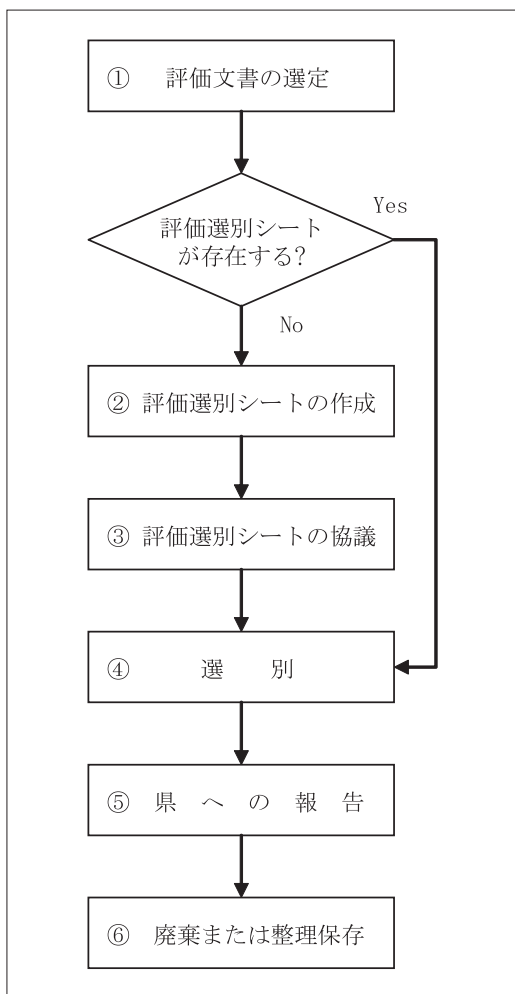 ① 評価文書の選定
評価選別シート
が存在する?
Yes
No
② 評価選別シートの作成
③ 評価選別シートの協議
④ 選 別
⑤ 県 へ の 報 告
⑥ 廃棄または整理保存